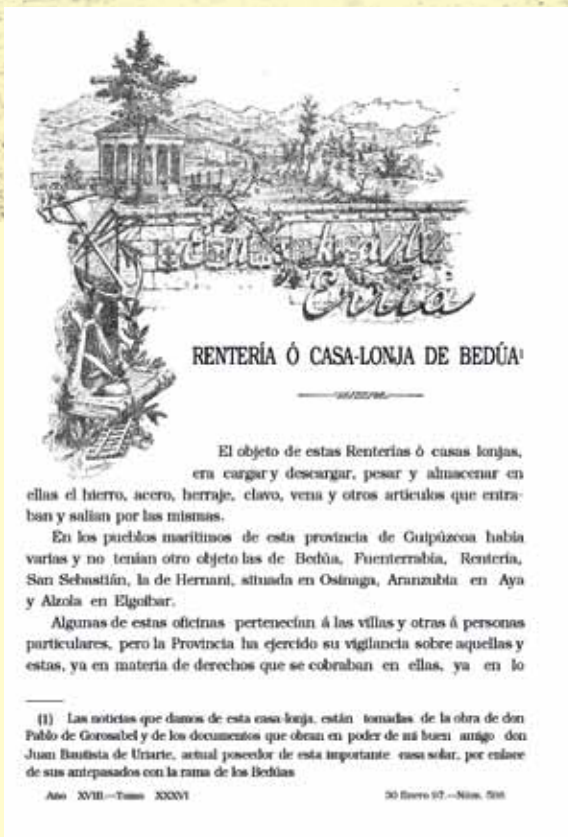 Euskal
Erria
RENTERÍA Ó CASA-LONJA DE BEDÚA¹
El objeto de estas Renterías ó casas lonjas,
era cargar y descargar, pesar y almacenar en
ellas el hierro, acero, herraje, clavo, vena y otros artículos que entra-
ban y salían por las mismas.
En los pueblos marítimos de esta provincia de Guipúzcoa había
varias y no tenían otro objeto las de Bedúa, Fuenterrabía, Rentería,
San Sebastián, la de Hernani, situada en Osinaga, Aranzubia en Aya
y Alzola en Elgoibar.
Algunas de estas oficinas pertenecían á las villas y otras á personas
particulares, pero la Provincia ha ejercido su vigilancia sobre aquellas y
estas, ya en materia de derechos que se cobraban en ellas, ya en lo
(1) Las noticias que damos de esta casa-lonja, están tomadas de la obra de don
Pablo de Gorosabel y de los documentos que obran en poder de mi buen amigo don
Juan Bautista de Uriarte, actual poseedor de esta importante casa solar, por enlace
de sus antepasados con la rama de los Bedúas
Año XVIII.—Tomo XXXVI
30 Enero 97.—Núm.